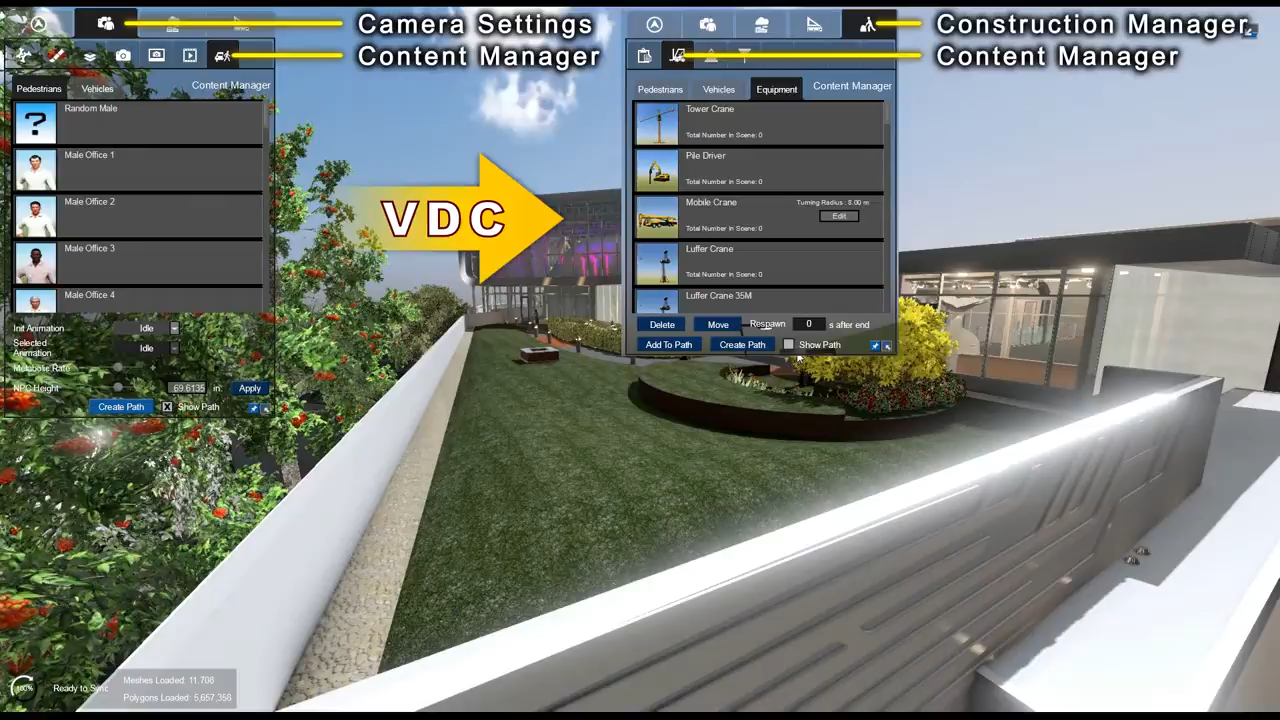 Camera Settings
Content Manager
Pedestrians
Vehicles
Content Manager
Random Male
?
Male Office 1
Male Office 2
Male Office 3
Male Office 4
Init Animation
Idle
Selected
Animation
Idle
Metabolic Rate
NPC Height
69.6135
in.
Apply
Create Path
X
Show Path
VDC
Construction Manager
Content Manager
Pedestrians
Vehicles
Equipment
Content Manager
Tower Crane
Total Number In Scene: 0
Pile Driver
Total Number In Scene: 0
Mobile Crane
Turning Radius : 8.00 m
Edit
Total Number In Scene: 0
Luffer Crane
Total Number In Scene: 0
Luffer Crane 35M
Delete
Move
Respawn
0
s after end
Add To Path
Create Path
Show Path
100%
Ready to Sync
Meshes Loaded: 11,708
Polygons Loaded: 5,657,358